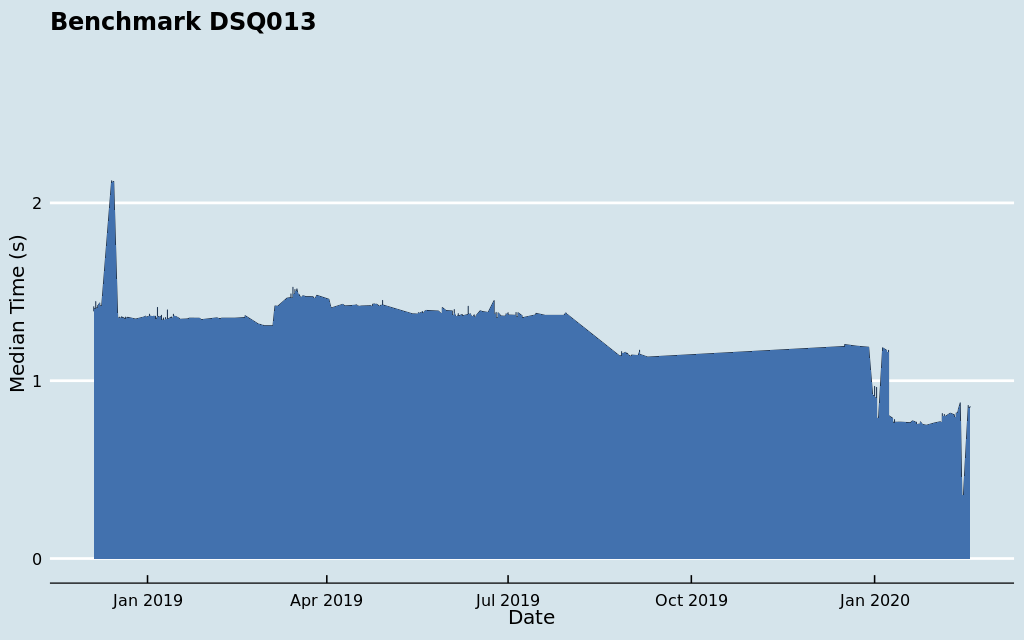 Benchmark DSQ013
Median Time (s)
2
1
0
Jan 2019
Apr 2019
Jul 2019
Oct 2019
Jan 2020
Date